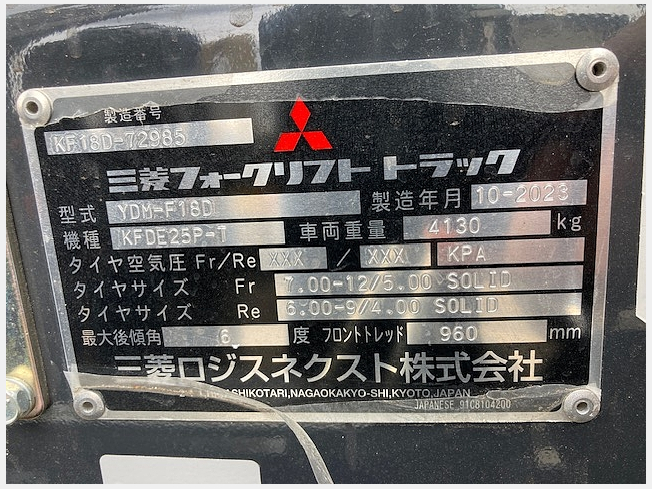 製造番号
KF18D-72985
三菱フォークリフト トラック
型式 YDM-F18D 製造年月 10-2023
機種 KFDE25P-T 車両重量 4130 kg
タイヤ空気圧 Fr/Re XXX / XXX KPA
タイヤサイズ Fr 7.00-12/5.00 SOLID
タイヤサイズ Re 6.00-9/4.00 SOLID
最大後傾角 6 度 フロントトレッド 960 mm
三菱ロジスネクスト株式会社
NAGAOKAKYO-SHI,KYOTO,JAPAN
JAPANESE 91C8104200